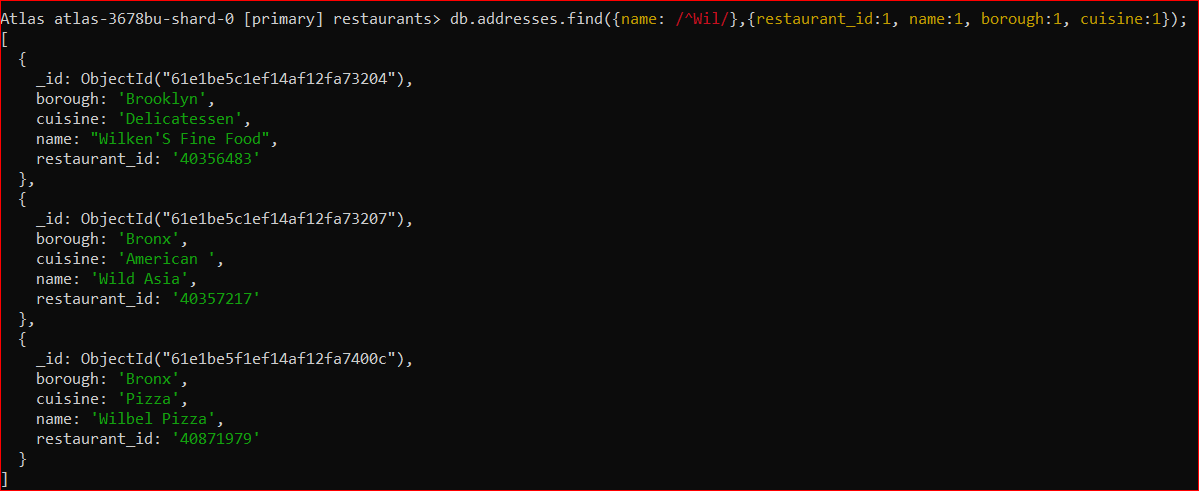 Atlas atlas-3678bu-shard-0 [primary] restaurants> db.addresses.find({name: /^Wil/},{restaurant_id:1, name:1, borough:1, cuisine:1});
[
  {
    _id: ObjectId("61e1be5c1ef14af12fa73204"),
    borough: 'Brooklyn',
    cuisine: 'Delicatessen',
    name: "Wilken'S Fine Food",
    restaurant_id: '40356483'
  },
  {
    _id: ObjectId("61e1be5c1ef14af12fa73207"),
    borough: 'Bronx',
    cuisine: 'American ',
    name: 'Wild Asia',
    restaurant_id: '40357217'
  },
  {
    _id: ObjectId("61e1be5f1ef14af12fa7400c"),
    borough: 'Bronx',
    cuisine: 'Pizza',
    name: 'Wilbel Pizza',
    restaurant_id: '40871979'
  }
]